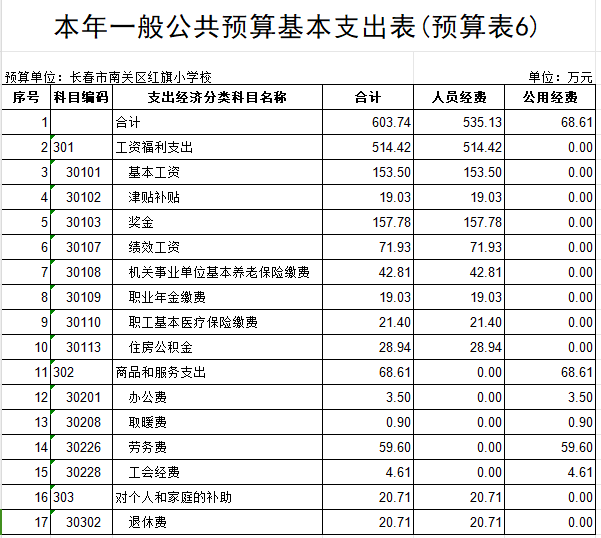 本年一般公共预算基本支出表(预算表6)
预算单位：长春市南关区红旗小学校 单位：万元
序号 科目编码 支出经济分类科目名称 合计 人员经费 公用经费
1 合计 603.74 535.13 68.61
2 301 工资福利支出 514.42 514.42 0.00
3 30101 基本工资 153.50 153.50 0.00
4 30102 津贴补贴 19.03 19.03 0.00
5 30103 奖金 157.78 157.78 0.00
6 30107 绩效工资 71.93 71.93 0.00
7 30108 机关事业单位基本养老保险缴费 42.81 42.81 0.00
8 30109 职业年金缴费 19.03 19.03 0.00
9 30110 职工基本医疗保险缴费 21.40 21.40 0.00
10 30113 住房公积金 28.94 28.94 0.00
11 302 商品和服务支出 68.61 0.00 68.61
12 30201 办公费 3.50 0.00 3.50
13 30208 取暖费 0.90 0.00 0.90
14 30226 劳务费 59.60 0.00 59.60
15 30228 工会经费 4.61 0.00 4.61
16 303 对个人和家庭的补助 20.71 20.71 0.00
17 30302 退休费 20.71 20.71 0.00